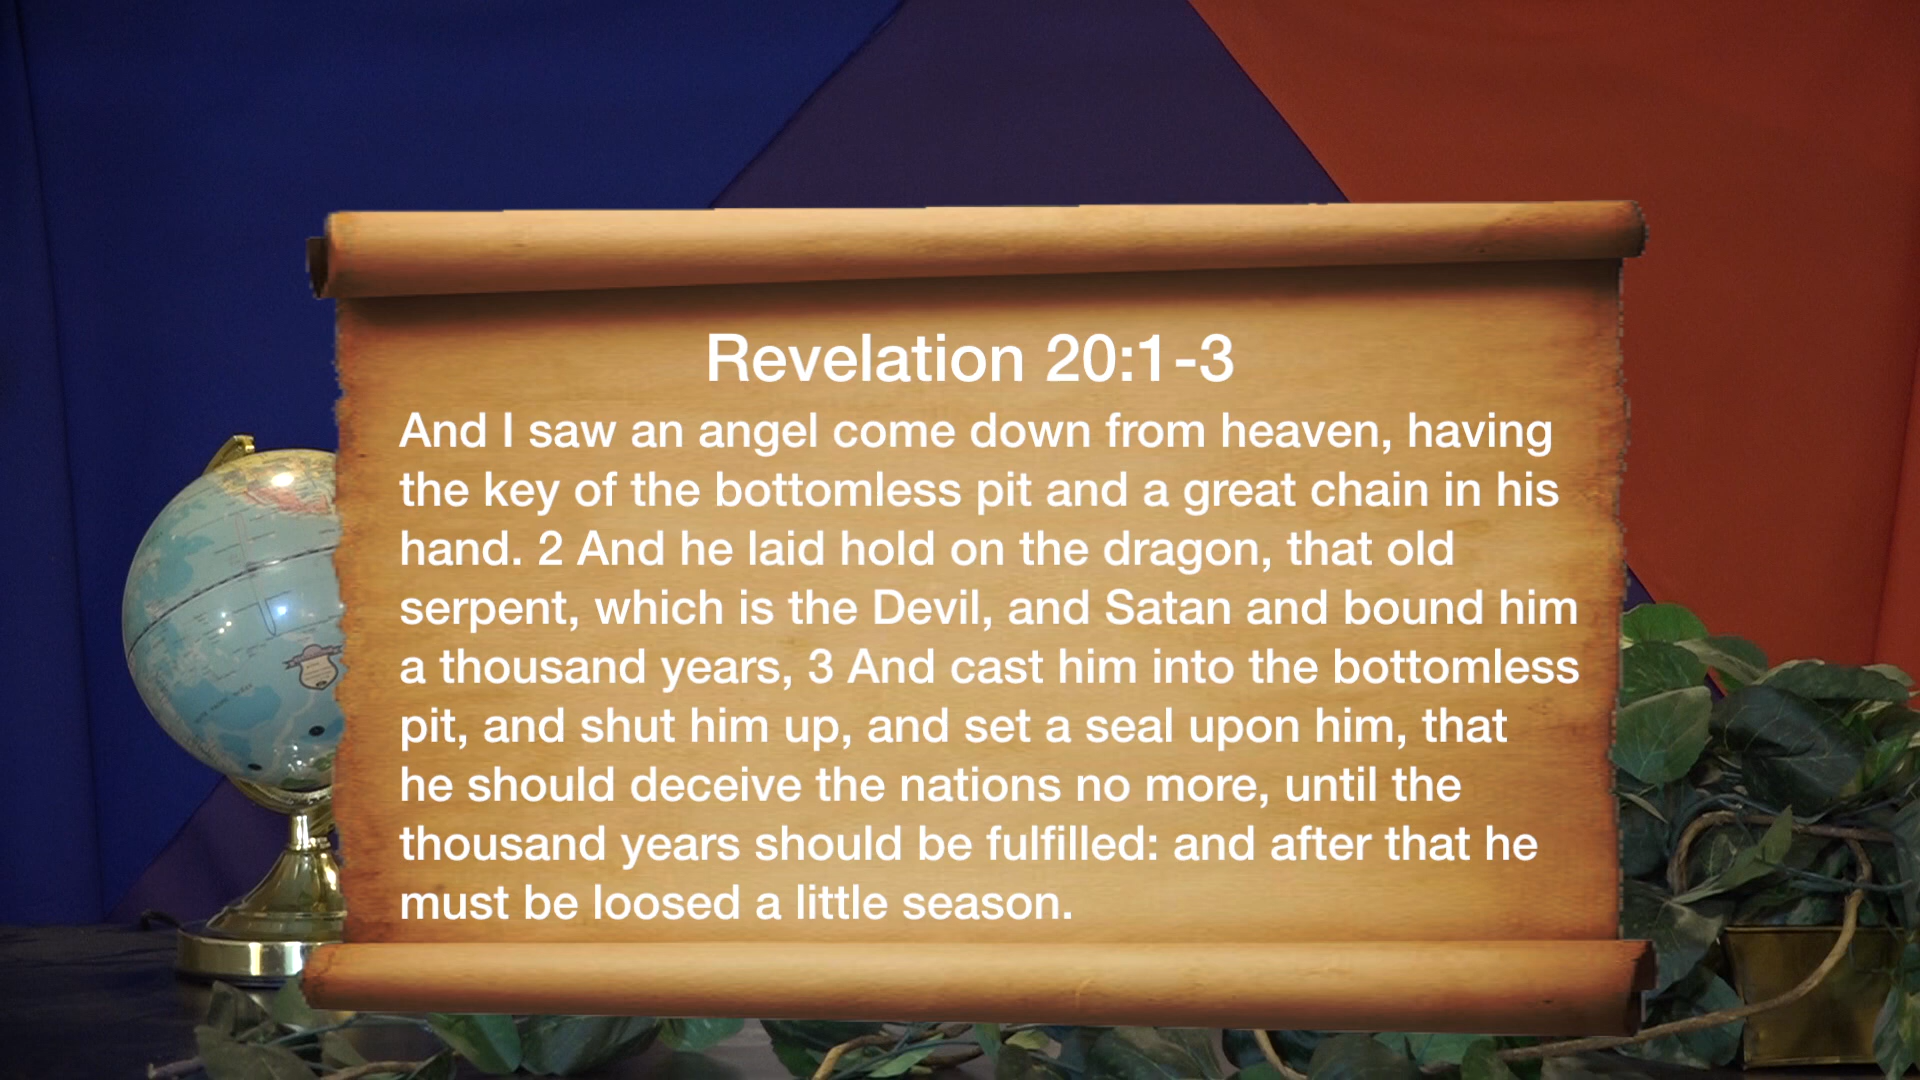 Revelation 20:1-3
And I saw an angel come down from heaven, having
the key of the bottomless pit and a great chain in his
hand. 2 And he laid hold on the dragon, that old
serpent, which is the Devil, and Satan and bound him
a thousand years, 3 And cast him into the bottomless
pit, and shut him up, and set a seal upon him, that
he should deceive the nations no more, until the
thousand years should be fulfilled: and after that he
must be loosed a little season.